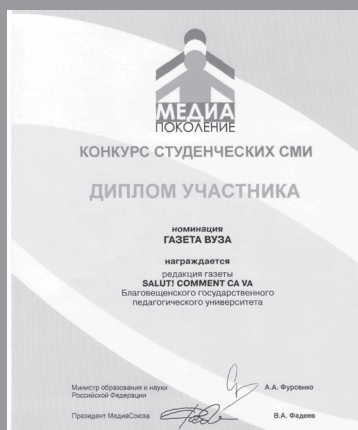 МЕДИА
ПОКОЛЕНИЕ
КОНКУРС СТУДЕНЧЕСКИХ СМИ
ДИПЛОМ УЧАСТНИКА
номинация
ГАЗЕТА ВУЗА
награждается
редакция газеты
SALUT! COMMENT CA VA
Благовещенского государственного
педагогического университета
Министр образования и науки
Российской Федерации
А.А. Фурсенко
Президент МедиаСоюза
В.А. Фадеев